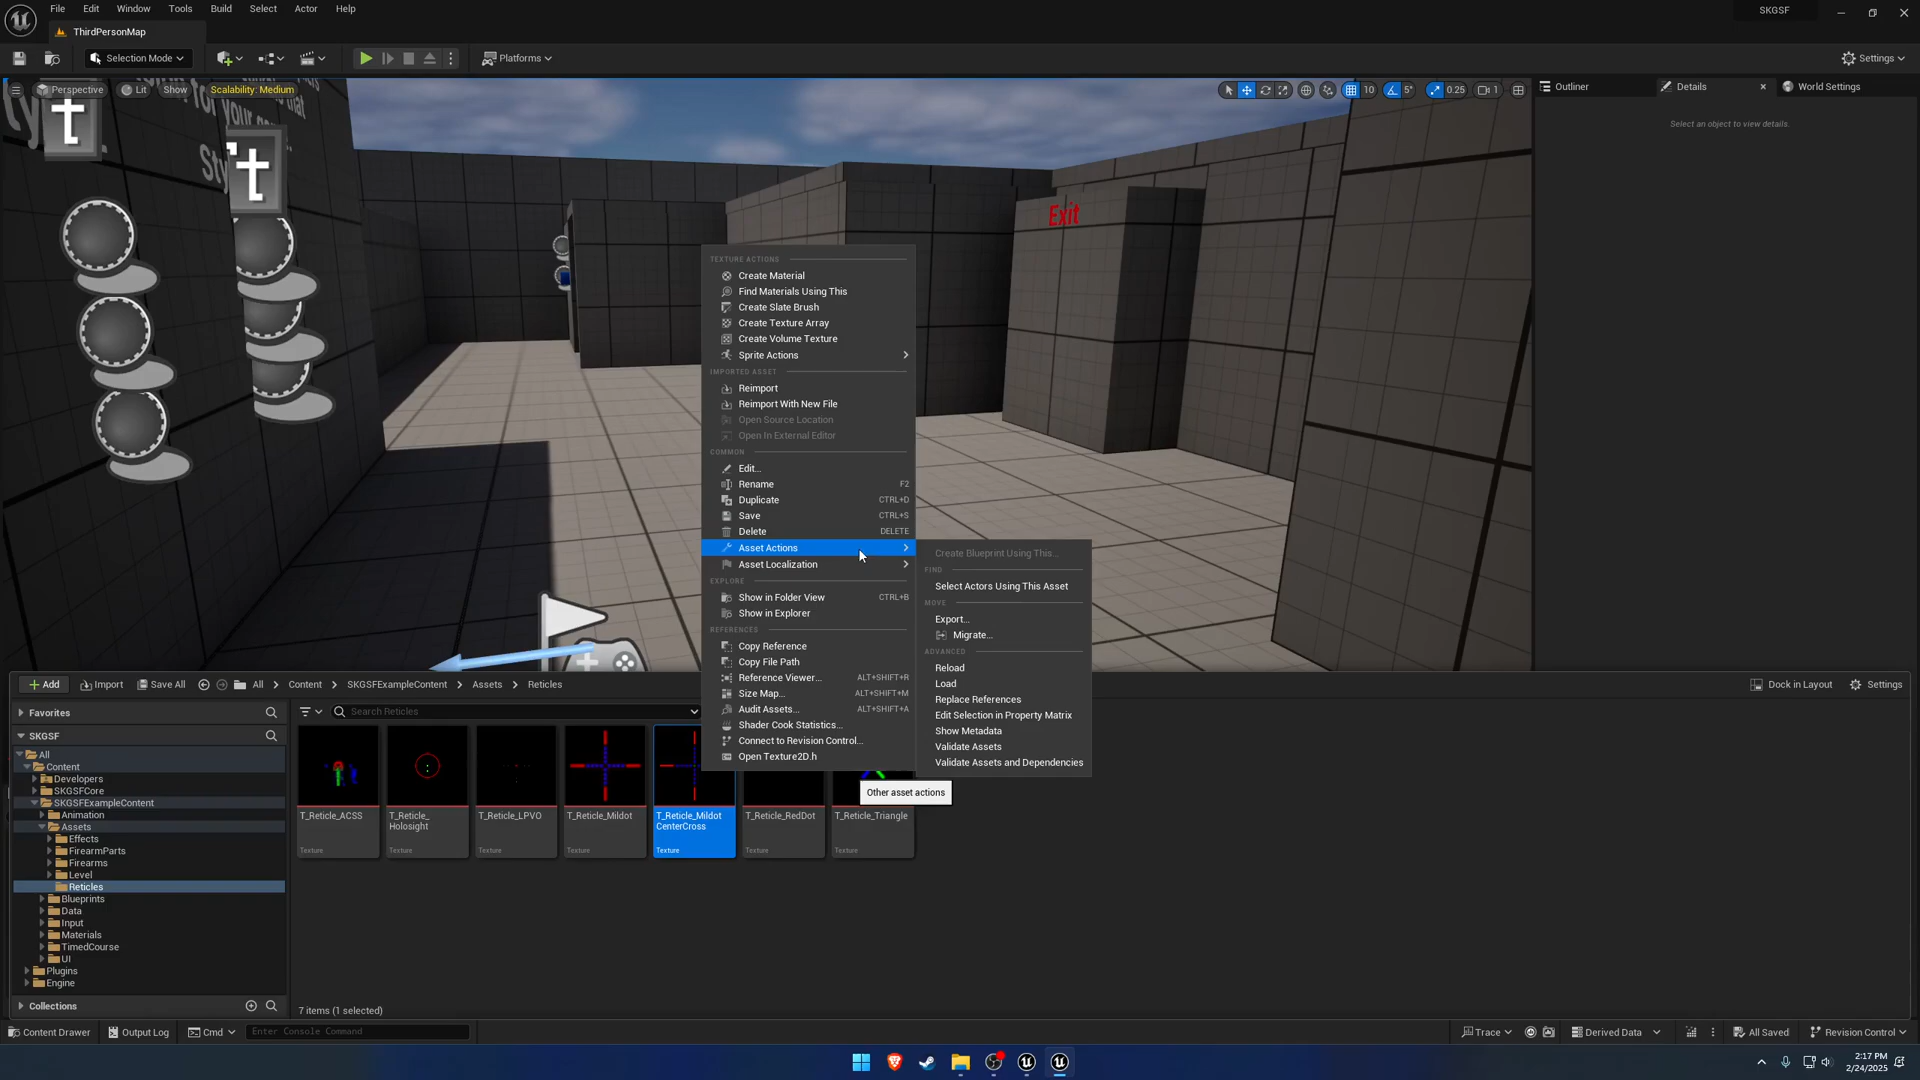 File Edit Window Tools Build Select Actor Help
SKGSF
ThirdPersonMap
Selection Mode
Platforms
Settings
Perspective
Lit
Show
Scalability: Medium
10
5°
0.25
1
Outliner
Details
World Settings
Select an object to view details.
Exit
TEXTURE ACTIONS
Create Material
Find Materials Using This
Create Slate Brush
Create Texture Array
Create Volume Texture
Sprite Actions
IMPORTED ASSET
Reimport
Reimport With New File
Open Source Location
Open In External Editor
COMMON
Edit...
Rename F2
Duplicate CTRL+D
Save CTRL+S
Delete DELETE
Asset Actions
Asset Localization
EXPLORE
Show in Folder View CTRL+B
Show in Explorer
REFERENCES
Copy Reference
Copy File Path
Reference Viewer... ALT+SHIFT+R
Size Map... ALT+SHIFT+M
Audit Assets... ALT+SHIFT+A
Shader Cook Statistics...
Connect to Revision Control...
Open Texture2D.h
Create Blueprint Using This...
FIND
Select Actors Using This Asset
MOVE
Export...
Migrate...
ADVANCED
Reload
Load
Replace References
Edit Selection in Property Matrix
Show Metadata
Validate Assets
Validate Assets and Dependencies
Other asset actions
Add
Import
Save All
All > Content > SKGSFExampleContent > Assets > Reticles
Dock in Layout
Settings
Favorites
Search Reticles
SKGSF
All
Content
Developers
SKGSFCore
SKGSFExampleContent
Animation
Assets
Effects
FirearmParts
Firearms
Level
Reticles
Blueprints
Data
Input
Materials
TimedCourse
UI
Plugins
Engine
Collections
T_Reticle_ACSS
Texture
T_Reticle_
Holosight
Texture
T_Reticle_LPVO
Texture
T_Reticle_Mildot
Texture
T_Reticle_Mildot
CenterCross
Texture
T_Reticle_RedDot
Texture
T_Reticle_Triangle
Texture
7 items (1 selected)
Content Drawer
Output Log
Cmd
Enter Console Command
Trace
Derived Data
All Saved
Revision Control
2:17 PM
2/24/2025